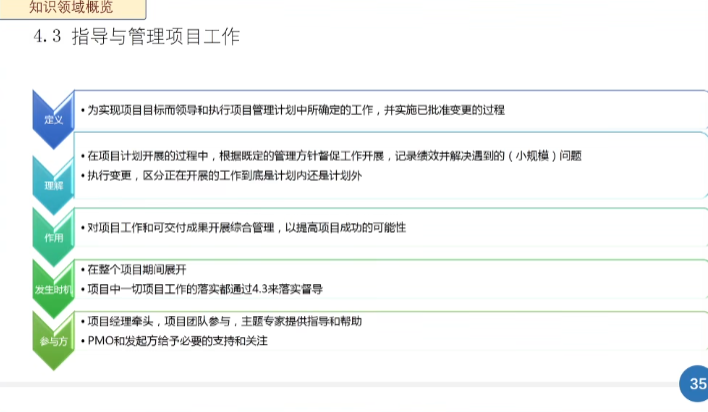 知识领域概览
4.3 指导与管理项目工作
定义
•为实现项目目标而领导和执行项目管理计划中所确定的工作，并实施已批准变更的过程
理解
•在项目计划开展的过程中，根据既定的管理方针督促工作开展，记录绩效并解决遇到的（小规模）问题
•执行变更，区分正在开展的工作到底是计划内还是计划外
作用
•对项目工作和可交付成果开展综合管理，以提高项目成功的可能性
发生时机
•在整个项目期间展开
•项目中一切项目工作的落实都通过4.3来落实督导
参与方
•项目经理牵头，项目团队参与，主题专家提供指导和帮助
•PMO和发起方给予必要的支持和关注
35